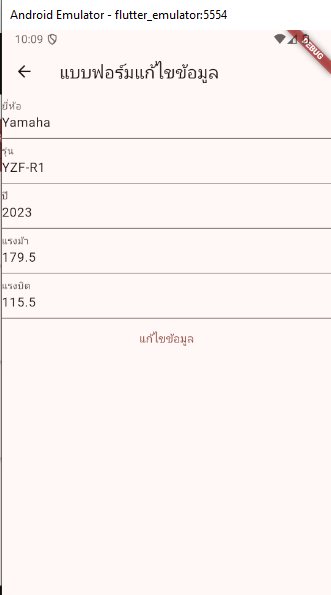 Android Emulator - flutter_emulator:5554
10:09
DEBUG
แบบฟอร์มแก้ไขข้อมูล
ยี่ห้อ
Yamaha
รุ่น
YZF-R1
ปี
2023
แรงม้า
179.5
แรงบิด
115.5
แก้ไขข้อมูล